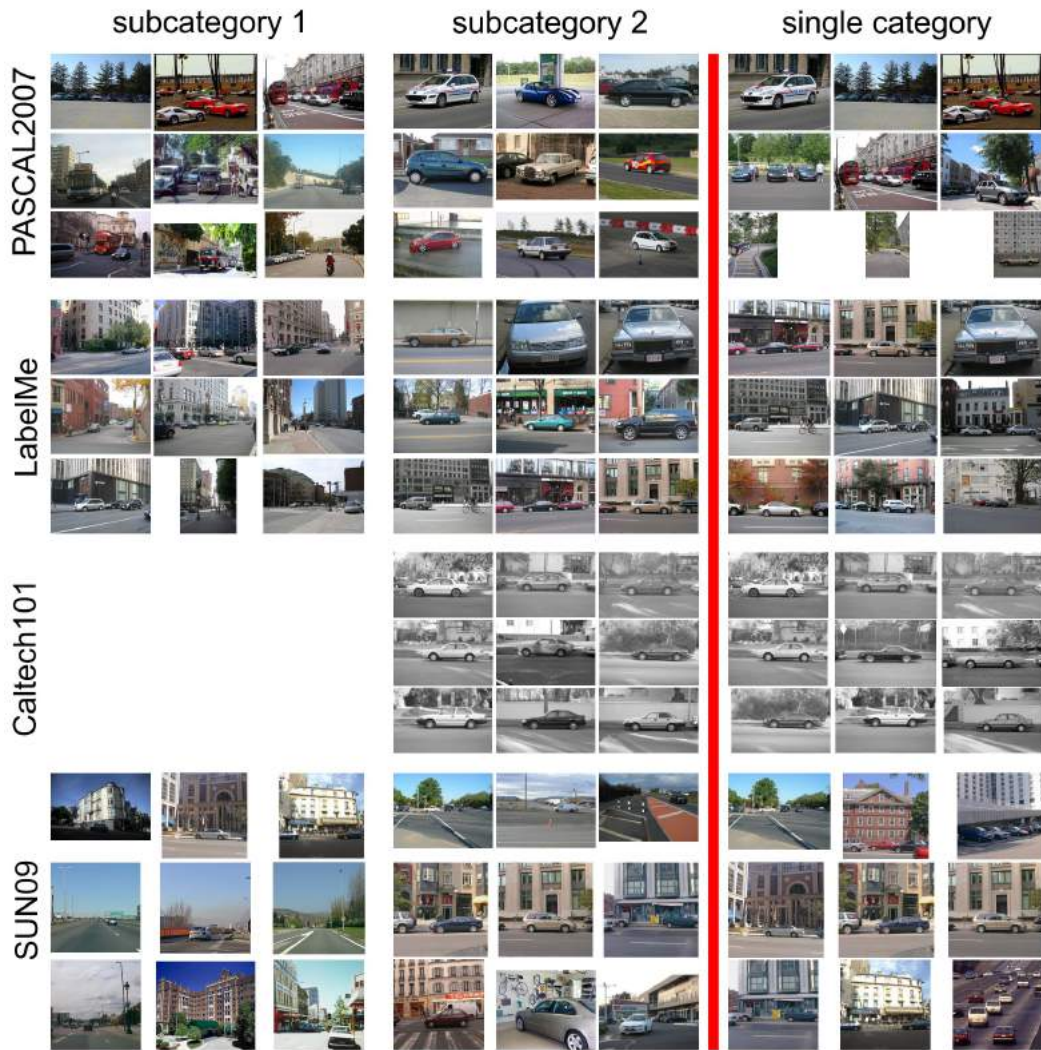 subcategory 1
subcategory 2
single category
PASCAL2007
LabelMe
Caltech101
SUN09